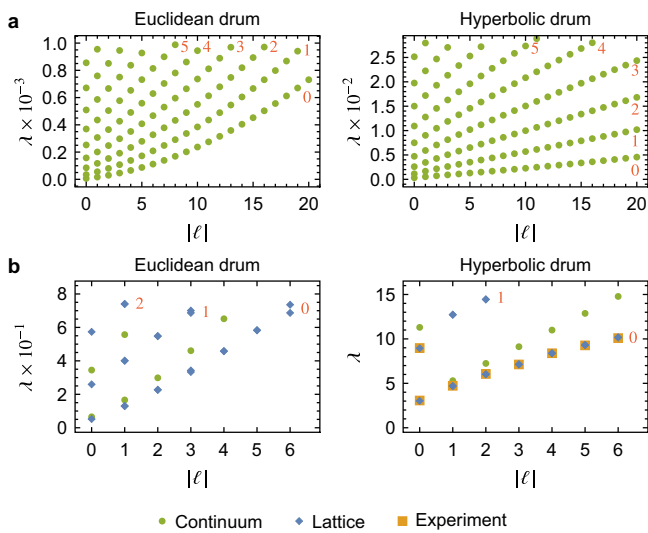 a
Euclidean drum
Hyperbolic drum
λ × 10⁻³
1.0
0.8
0.6
0.4
0.2
0.0
5 4 3 2 1
0
0 5 10 15 20
|ℓ|
λ × 10⁻²
2.5
2.0
1.5
1.0
0.5
0.0
5 4 3
2
1
0
0 5 10 15 20
|ℓ|
b
Euclidean drum
Hyperbolic drum
λ × 10⁻¹
8
6
4
2
0
2 1 0
0 1 2 3 4 5 6
|ℓ|
λ
15
10
5
0
1
0
0 1 2 3 4 5 6
|ℓ|
Continuum Lattice Experiment